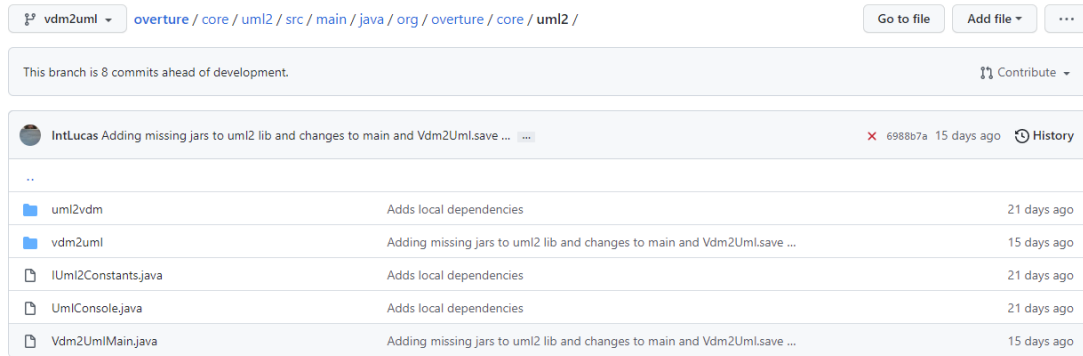 vdm2uml overture / core / uml2 / src / main / java / org / overture / core / uml2 / Go to file Add file ...
This branch is 8 commits ahead of development. Contribute
IntLucas Adding missing jars to uml2 lib and changes to main and Vdm2Uml.save ... ... 6988b7a 15 days ago History
..
uml2vdm Adds local dependencies 21 days ago
vdm2uml Adding missing jars to uml2 lib and changes to main and Vdm2Uml.save ... 15 days ago
IUml2Constants.java Adds local dependencies 21 days ago
UmlConsole.java Adds local dependencies 21 days ago
Vdm2UmlMain.java Adding missing jars to uml2 lib and changes to main and Vdm2Uml.save ... 15 days ago